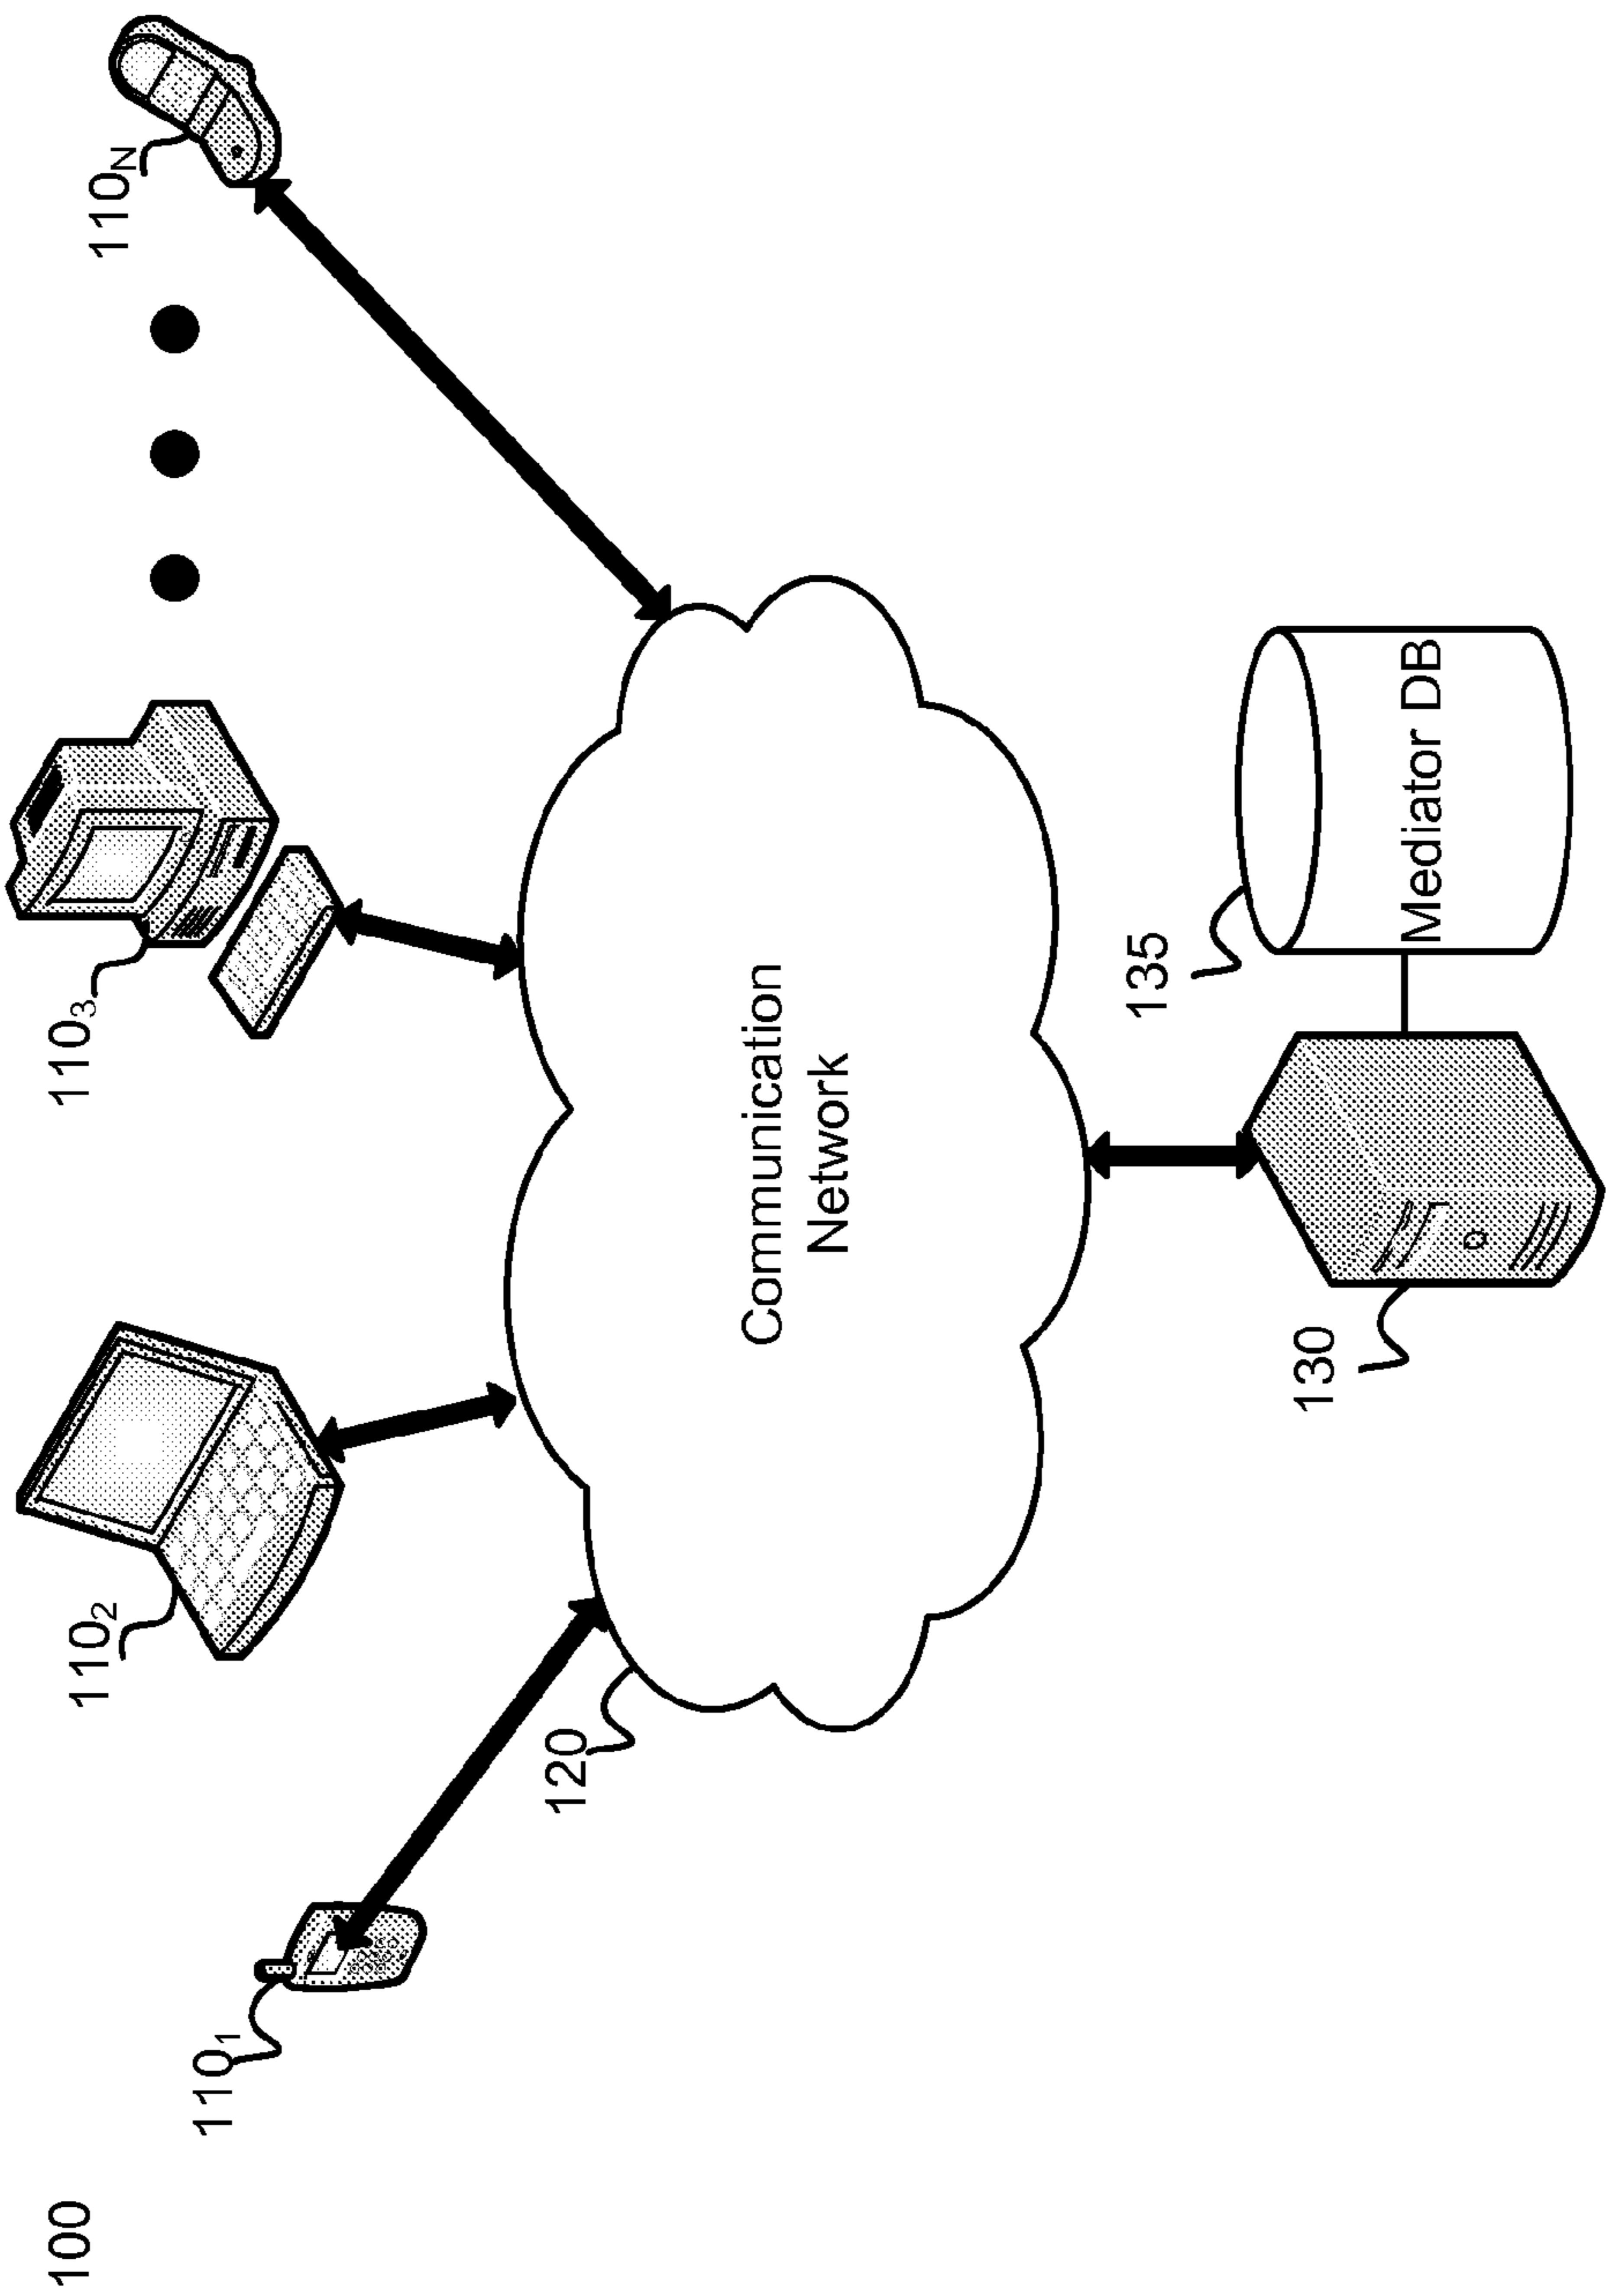 100
110₁
110₂
110₃
110N
120
Communication
Network
130
135
Mediator DB